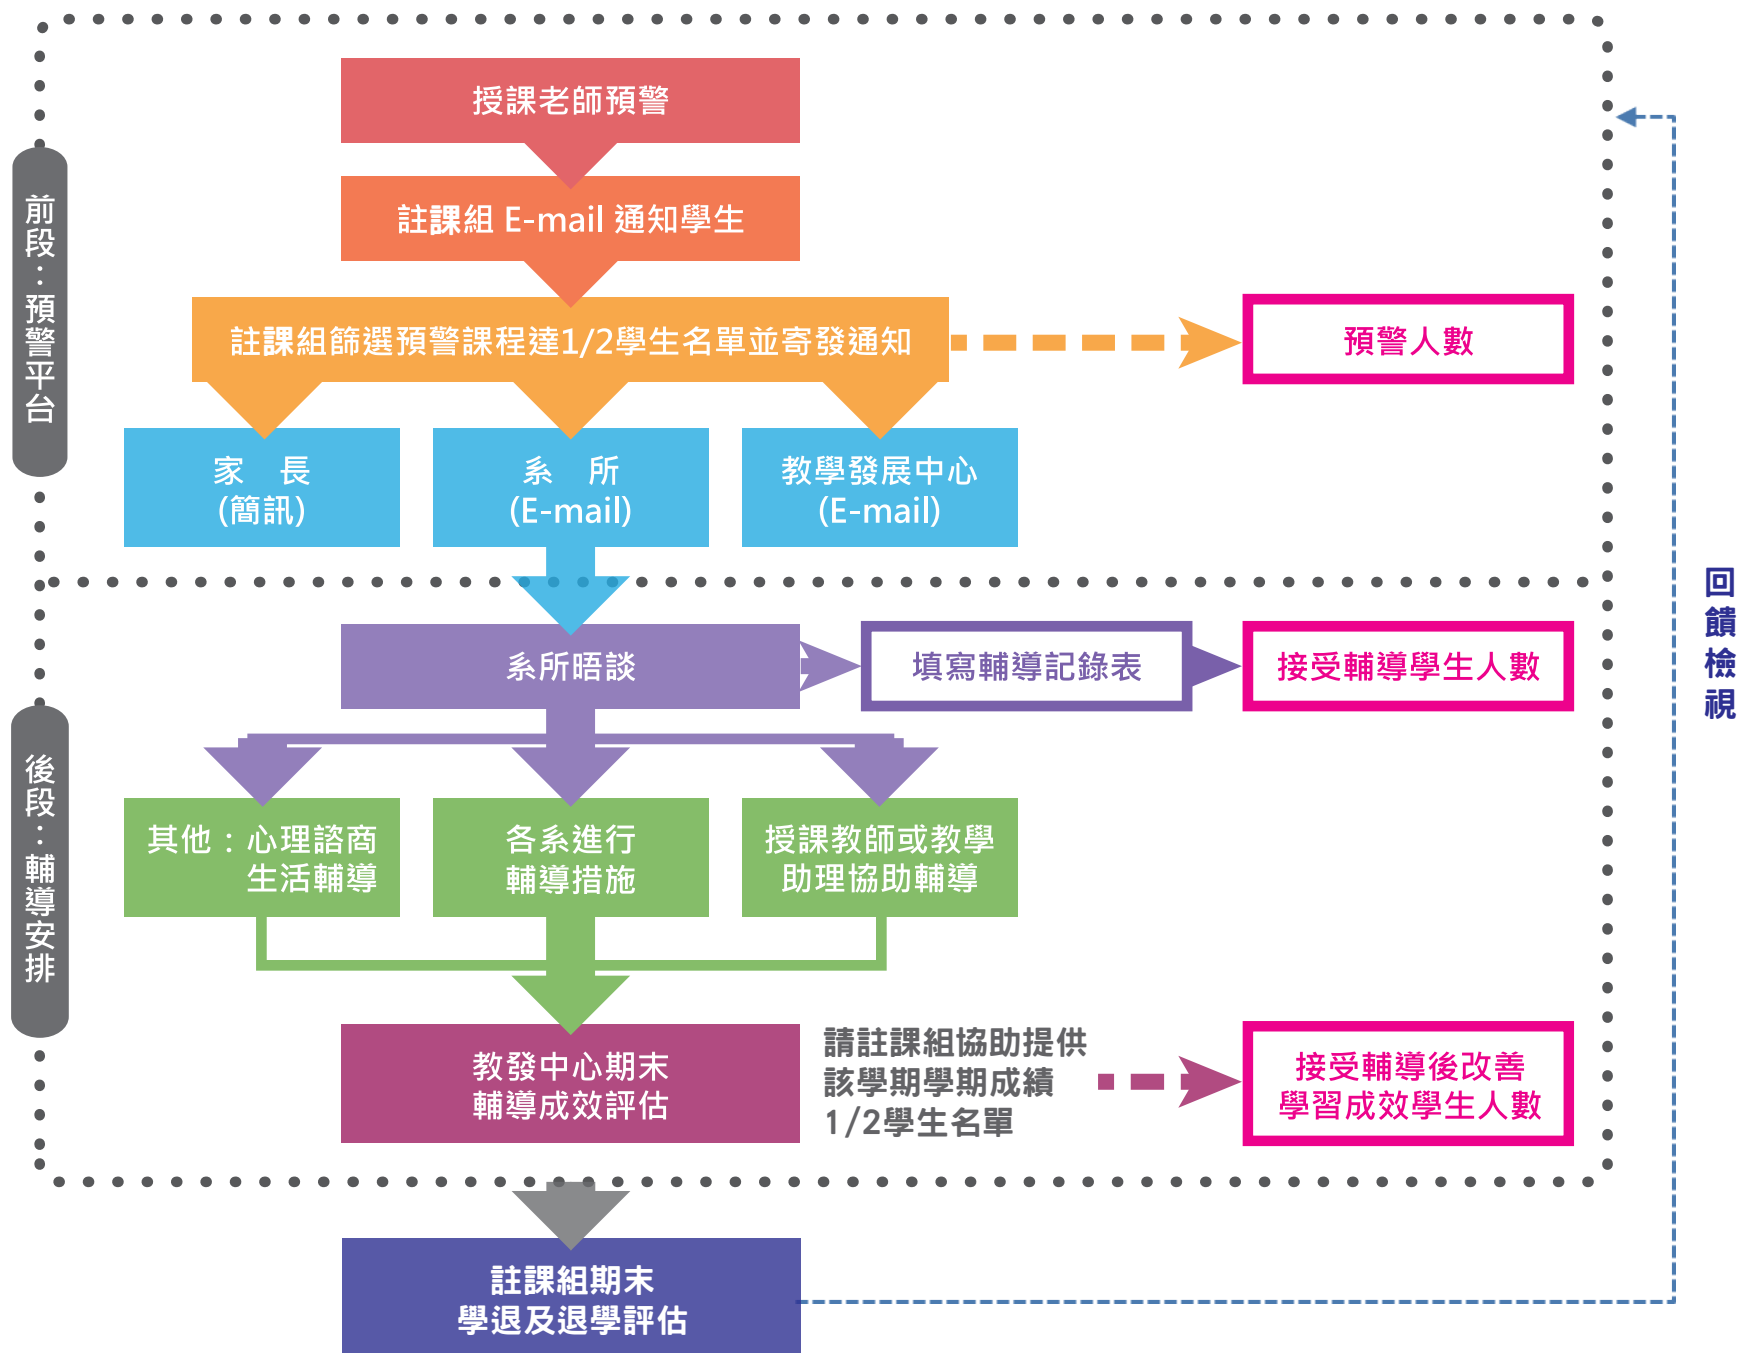 前段：預警平台
授課老師預警
註課組 E-mail 通知學生
註課組篩選預警課程達1/2學生名單並寄發通知
預警人數
家　長
(簡訊)
系　所
(E-mail)
教學發展中心
(E-mail)
後段：輔導安排
系所晤談
填寫輔導記錄表
接受輔導學生人數
其他：心理諮商
生活輔導
各系進行
輔導措施
授課教師或教學
助理協助輔導
教發中心期末
輔導成效評估
請註課組協助提供
該學期學期成績
1/2學生名單
接受輔導後改善
學習成效學生人數
註課組期末
學退及退學評估
回饋檢視